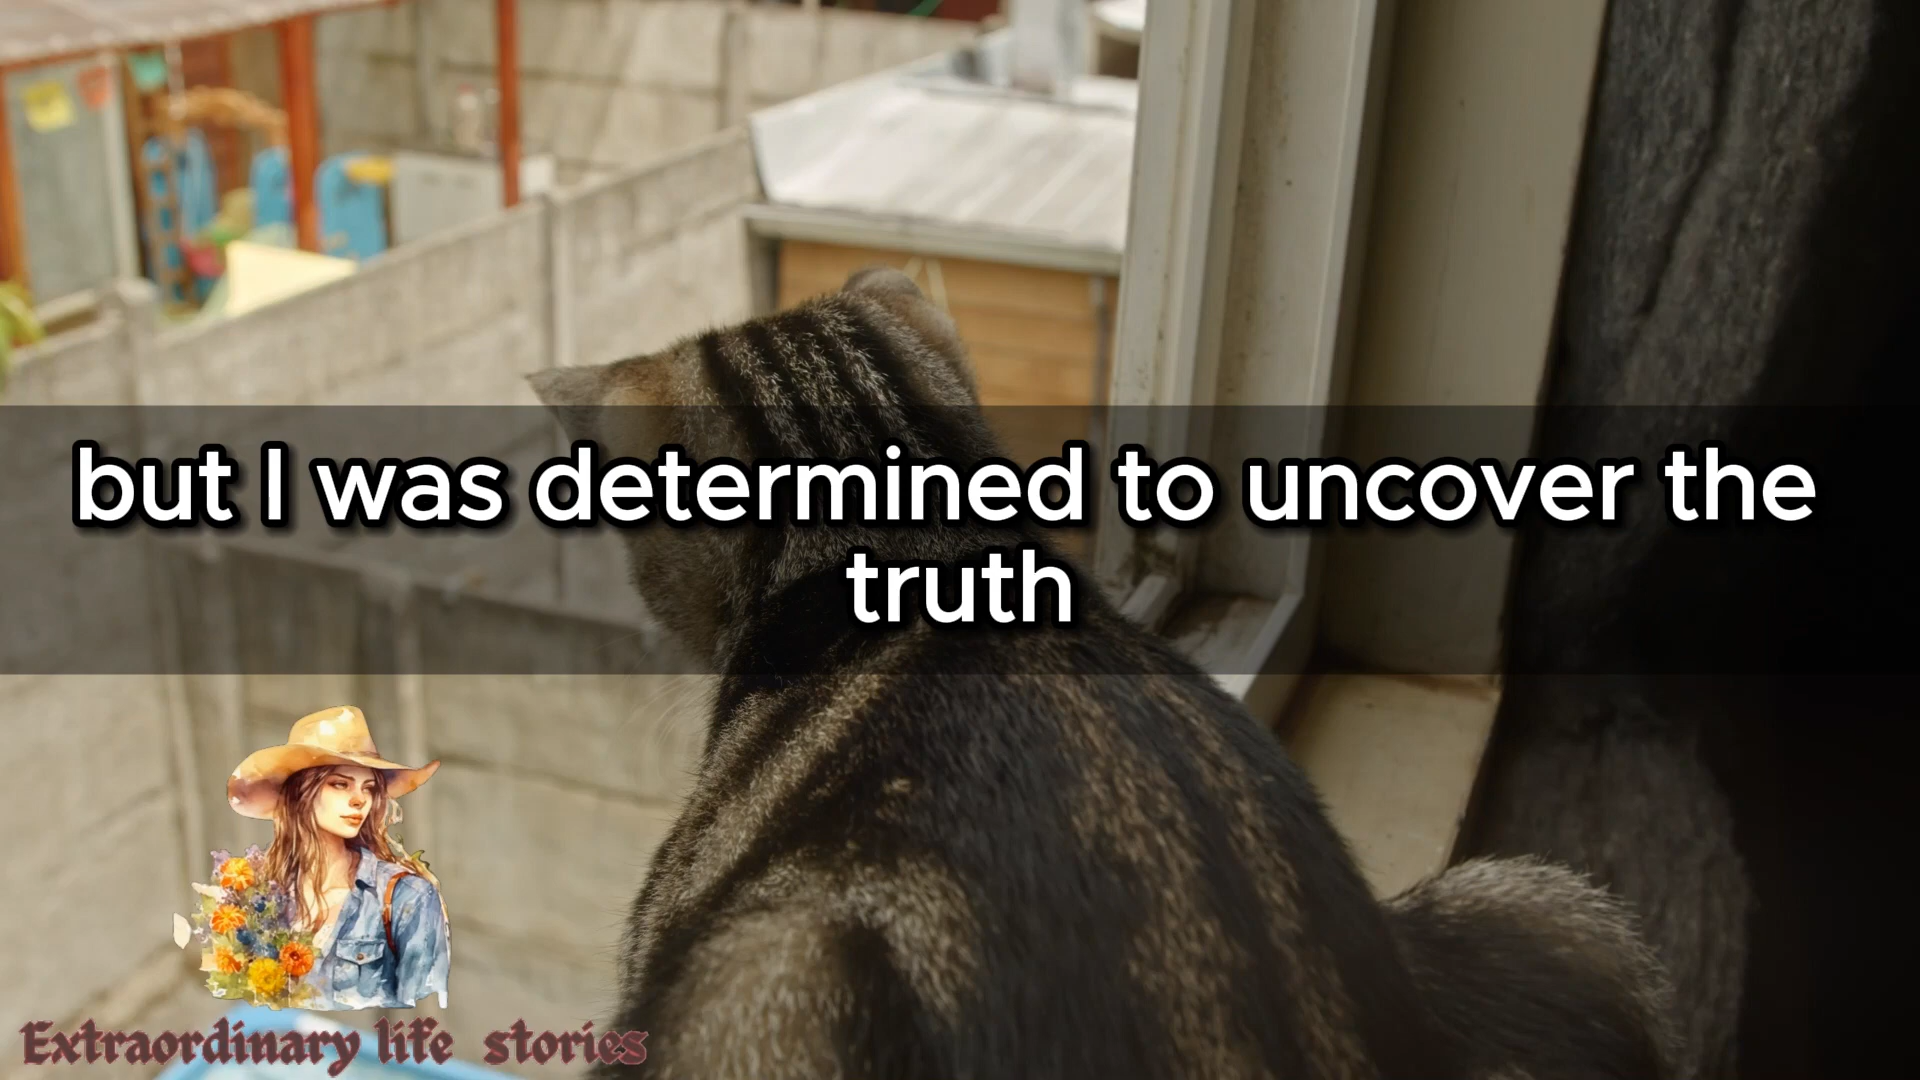 but I was determined to uncover the
truth
Extraordinary life stories